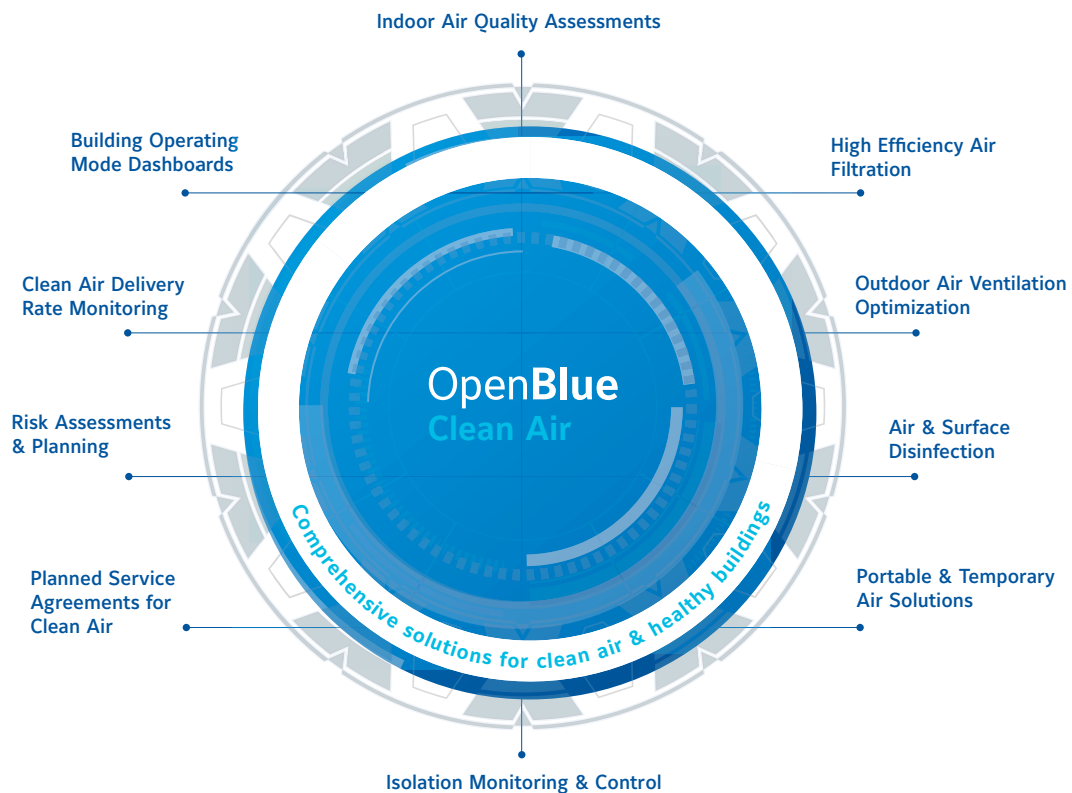 Indoor Air Quality Assessments
Building Operating
Mode Dashboards
High Efficiency Air
Filtration
Clean Air Delivery
Rate Monitoring
Outdoor Air Ventilation
Optimization
OpenBlue
Clean Air
Risk Assessments
& Planning
Air & Surface
Disinfection
Comprehensive solutions for clean air & healthy buildings
Planned Service
Agreements for
Clean Air
Portable & Temporary
Air Solutions
Isolation Monitoring & Control